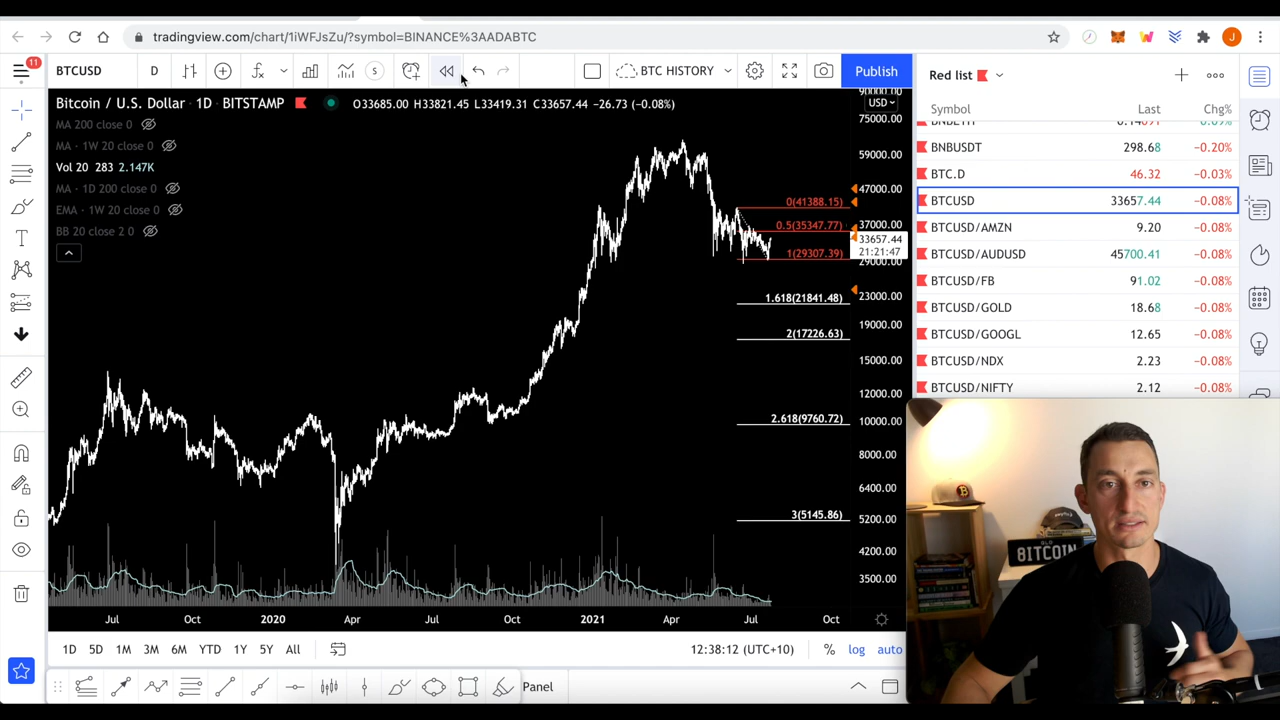 tradingview.com/chart/1iWFJsZu/?symbol=BINANCE%3AADABTC
J
11
BTCUSD
D
S
BTC HISTORY
Publish
Red list
Bitcoin / U.S. Dollar · 1D · BITSTAMP
O33685.00 H33821.45 L33419.31 C33657.44 −26.73 (−0.08%)
MA 200 close 0
MA · 1W 20 close 0
Vol 20 283 2.147K
MA · 1D 200 close 0
EMA · 1W 20 close 0
BB 20 close 2 0
USD
90000.00
75000.00
59000.00
47000.00
37000.00
33657.44
21:21:47
29000.00
23000.00
19000.00
15000.00
12000.00
10000.00
8000.00
6400.00
5200.00
4200.00
3500.00
0(41388.15)
0.5(35347.77)
1(29307.39)
1.618(21841.48)
2(17226.63)
2.618(9760.72)
3(5145.86)
Jul Oct 2020 Apr Jul Oct 2021 Apr Jul Oct
1D 5D 1M 3M 6M YTD 1Y 5Y All
12:38:12 (UTC+10) % log auto
Panel
Symbol Last Chg%
BNBUSDT 298.68 −0.20%
BTC.D 46.32 −0.03%
BTCUSD 33657.44 −0.08%
BTCUSD/AMZN 9.20 −0.08%
BTCUSD/AUDUSD 45700.41 −0.08%
BTCUSD/FB 91.02 −0.08%
BTCUSD/GOLD 18.68 −0.08%
BTCUSD/GOOGL 12.65 −0.08%
BTCUSD/NDX 2.23 −0.08%
BTCUSD/NIFTY 2.12 −0.08%
8ITCOIN